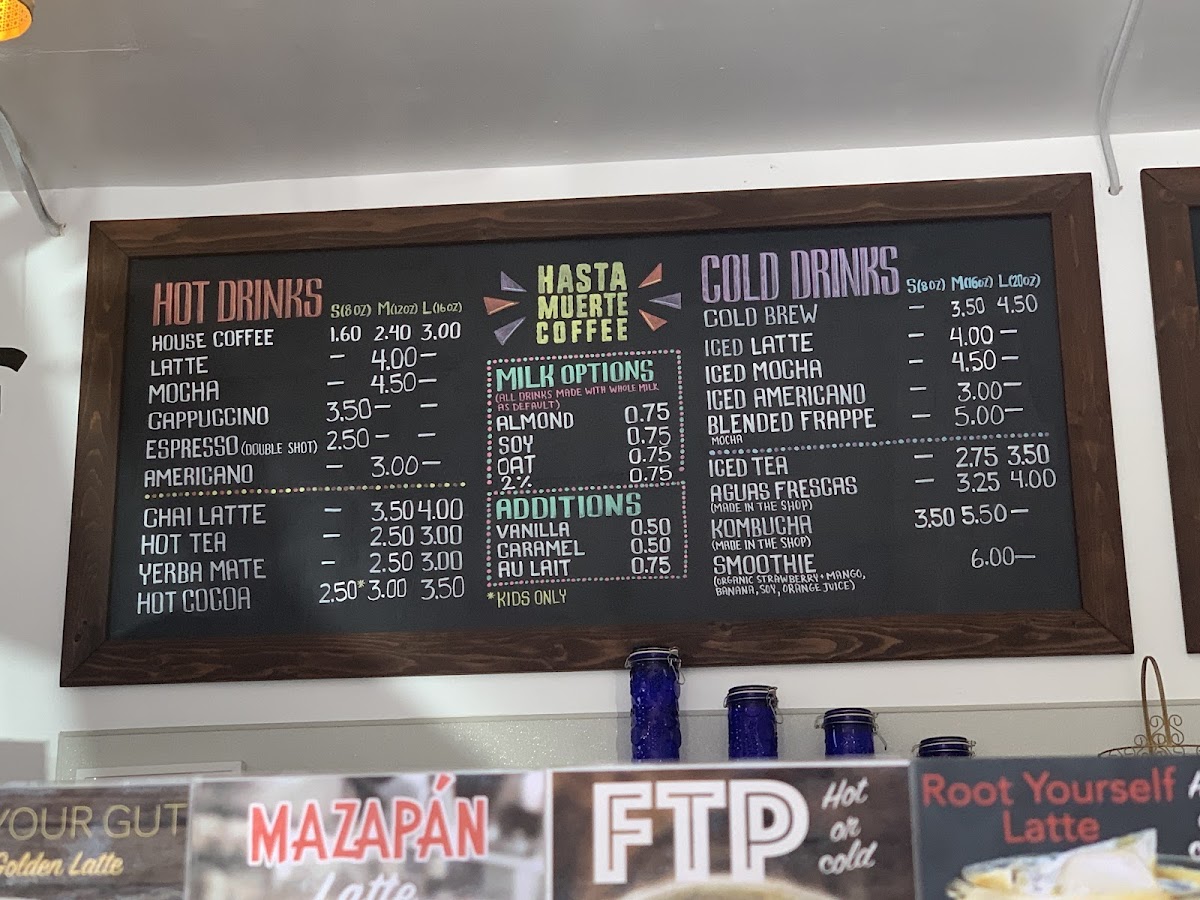 HOT DRINKS S(8OZ) M(12OZ) L(16OZ)
HOUSE COFFEE 1.60 2.40 3.00
LATTE – 4.00 –
MOCHA – 4.50 –
CAPPUCCINO 3.50 – –
ESPRESSO (DOUBLE SHOT) 2.50 – –
AMERICANO – 3.00 –
CHAI LATTE – 3.50 4.00
HOT TEA – 2.50 3.00
YERBA MATE – 2.50 3.00
HOT COCOA 2.50* 3.00 3.50
HASTA
MUERTE
COFFEE
MILK OPTIONS
(ALL DRINKS MADE WITH WHOLE MILK
AS DEFAULT)
ALMOND 0.75
SOY 0.75
OAT 0.75
2% 0.75
ADDITIONS
VANILLA 0.50
CARAMEL 0.50
AU LAIT 0.75
*KIDS ONLY
COLD DRINKS S(8OZ) M(16OZ) L(20OZ)
COLD BREW – 3.50 4.50
ICED LATTE – 4.00 –
ICED MOCHA – 4.50 –
ICED AMERICANO – 3.00 –
BLENDED FRAPPE – 5.00 –
MOCHA
ICED TEA – 2.75 3.50
AGUAS FRESCAS – 3.25 4.00
(MADE IN THE SHOP)
KOMBUCHA 3.50 5.50 –
(MADE IN THE SHOP)
SMOOTHIE 6.00 –
(ORGANIC STRAWBERRY + MANGO,
BANANA, SOY, ORANGE JUICE)
YOUR GUT
Golden Latte
MAZAPÁN
Latte
FTP
Hot
or
cold
Root Yourself
Latte